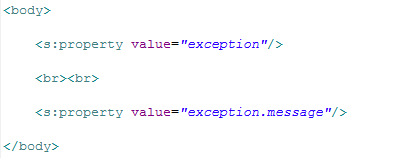 <body>
<s:property value="exception"/>
<br><br>
<s:property value="exception.message"/>
</body>